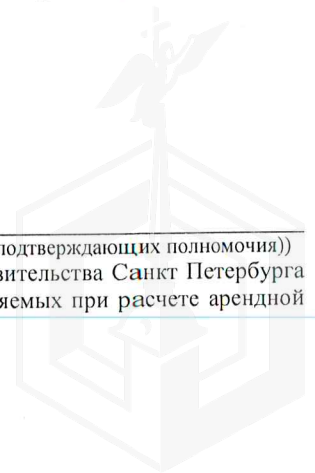 подтверждающих полномочия))
вительства Санкт Петербурга
яемых при расчете арендной